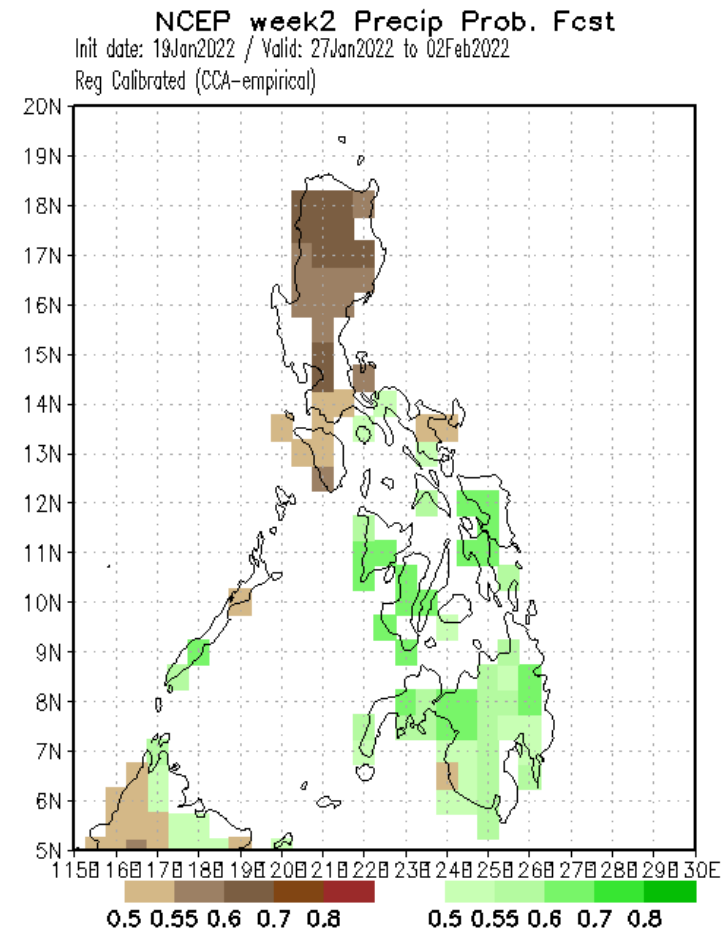 NCEP week2 Precip Prob. Fcst
Init date: 19Jan2022 / Valid: 27Jan2022 to 02Feb2022
Reg Calibrated (CCA-empirical)
20N
19N
18N
17N
16N
15N
14N
13N
12N
11N
10N
9N
8N
7N
6N
5N
115E 116E 117E 118E 119E 120E 121E 122E 123E 124E 125E 126E 127E 128E 129E 130E
0.5 0.55 0.6 0.7 0.8 0.5 0.55 0.6 0.7 0.8